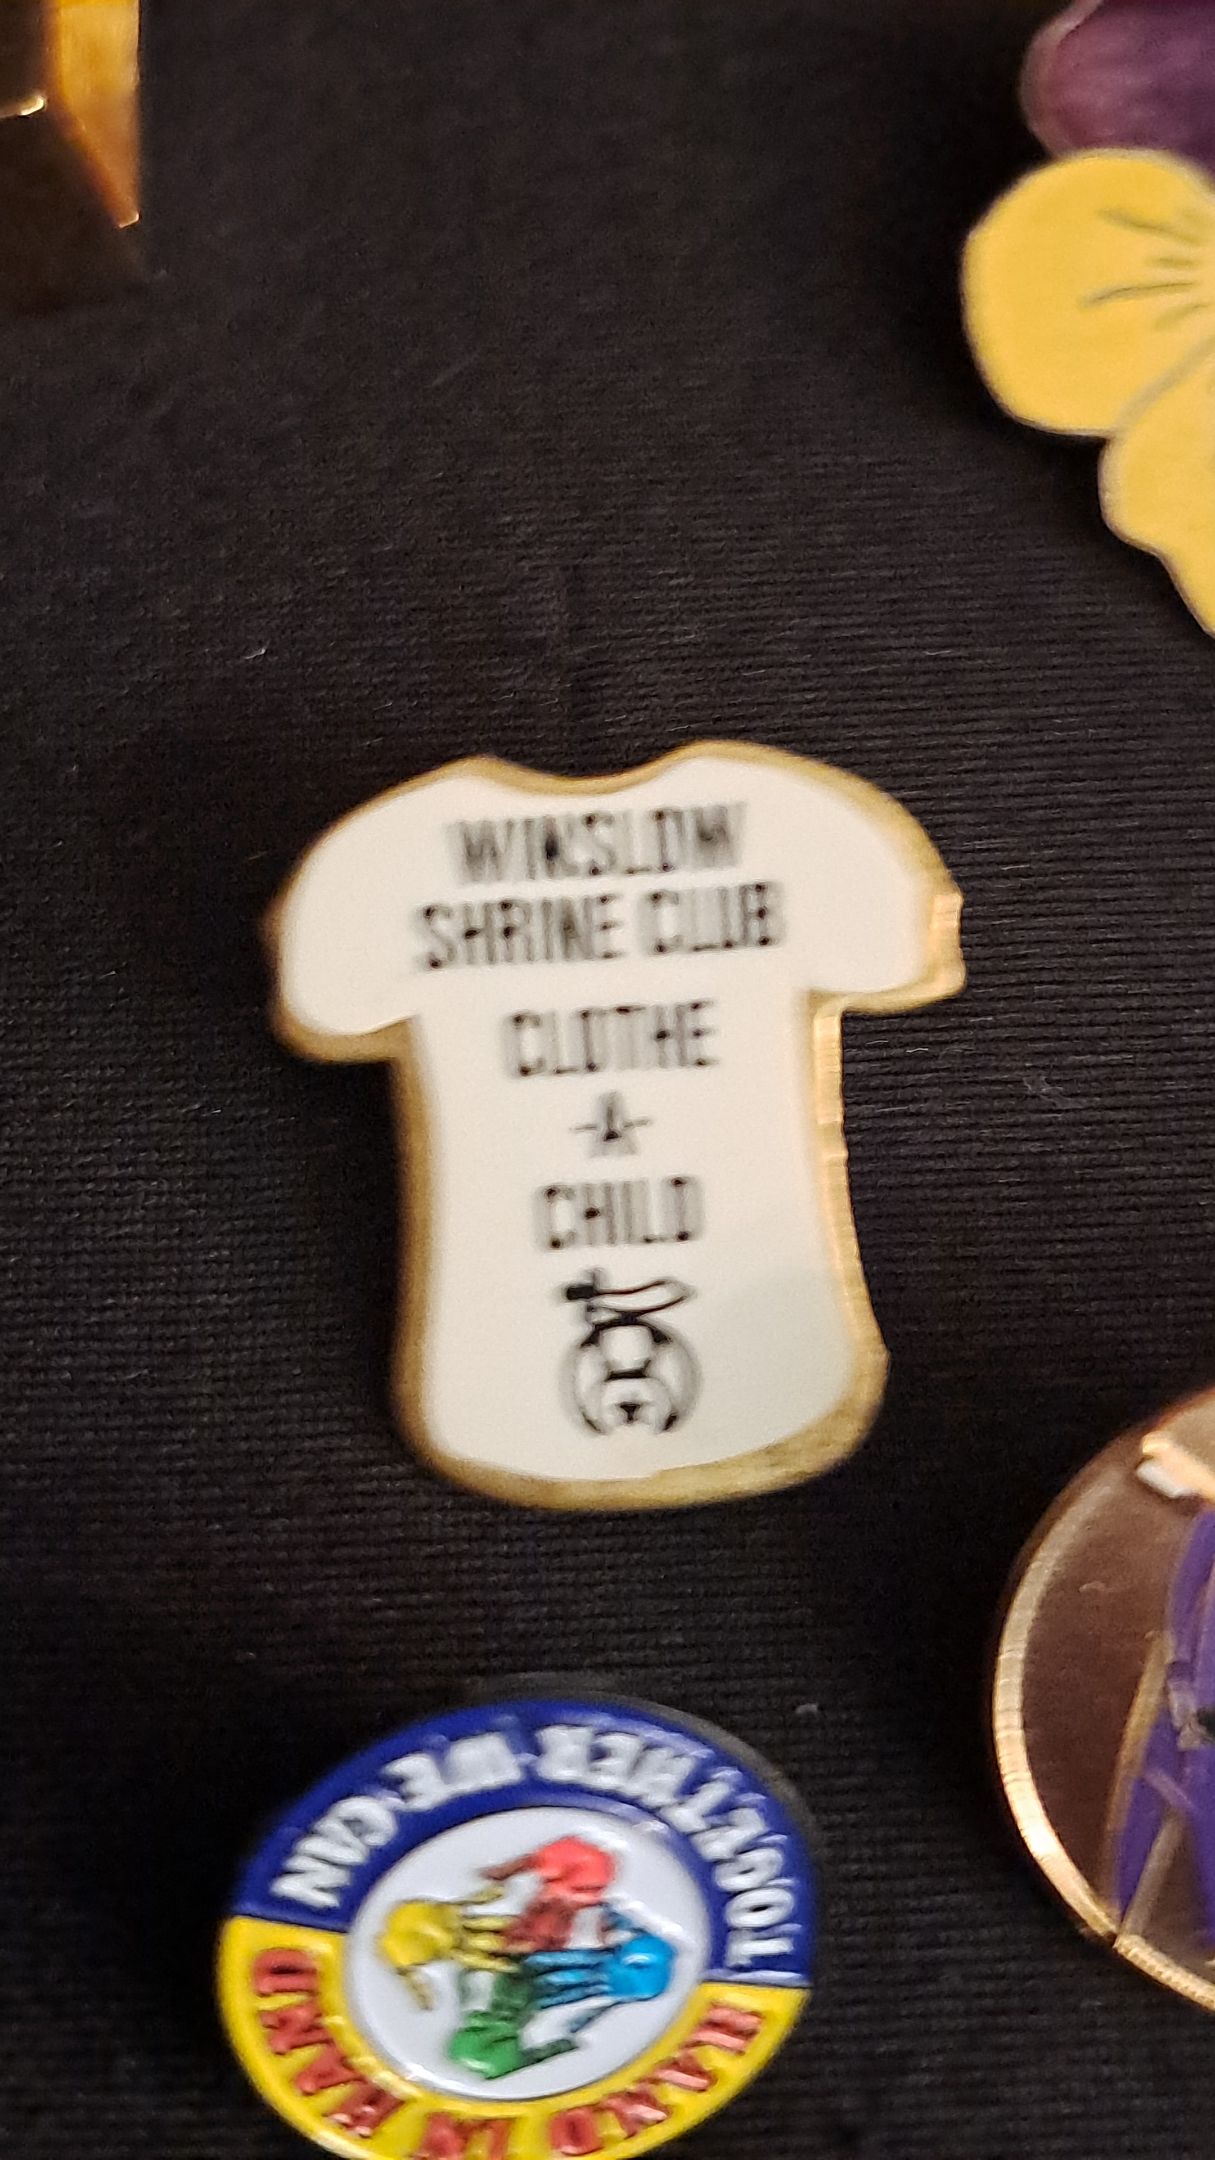 WINSLOW
SHRINE CLUB
CLOTHE
A
CHILD
TOGETHER WE CAN
HAND IN HAND